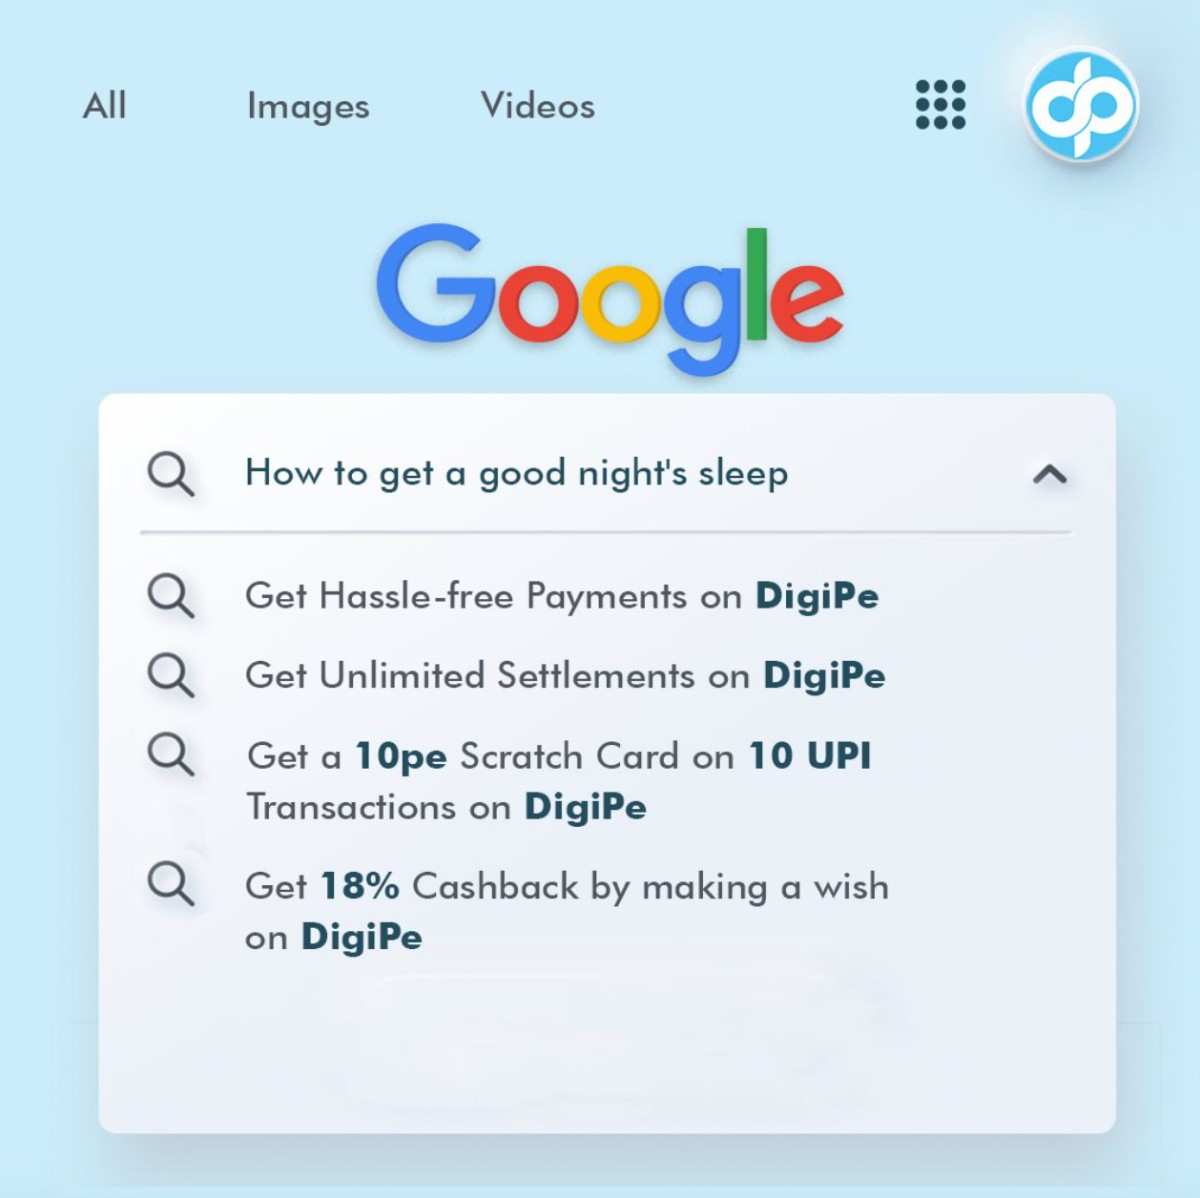 All Images Videos
dp
Google
How to get a good night's sleep
Get Hassle-free Payments on DigiPe
Get Unlimited Settlements on DigiPe
Get a 10pe Scratch Card on 10 UPI
Transactions on DigiPe
Get 18% Cashback by making a wish
on DigiPe